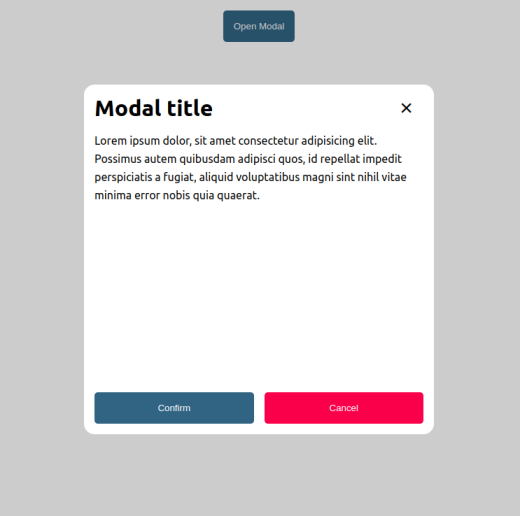 Open Modal
Modal title ✕
Lorem ipsum dolor, sit amet consectetur adipisicing elit.
Possimus autem quibusdam adipisci quos, id repellat impedit
perspiciatis a fugiat, aliquid voluptatibus magni sint nihil vitae
minima error nobis quia quaerat.
Confirm Cancel